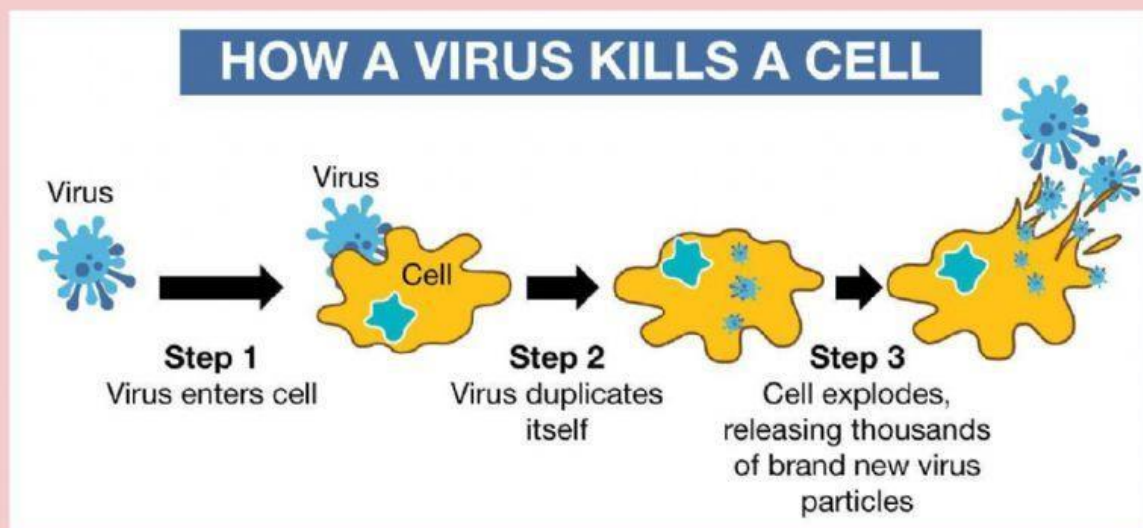 HOW A VIRUS KILLS A CELL
Virus
Virus
Cell
Step 1
Virus enters cell
Step 2
Virus duplicates
itself
Step 3
Cell explodes,
releasing thousands
of brand new virus
particles